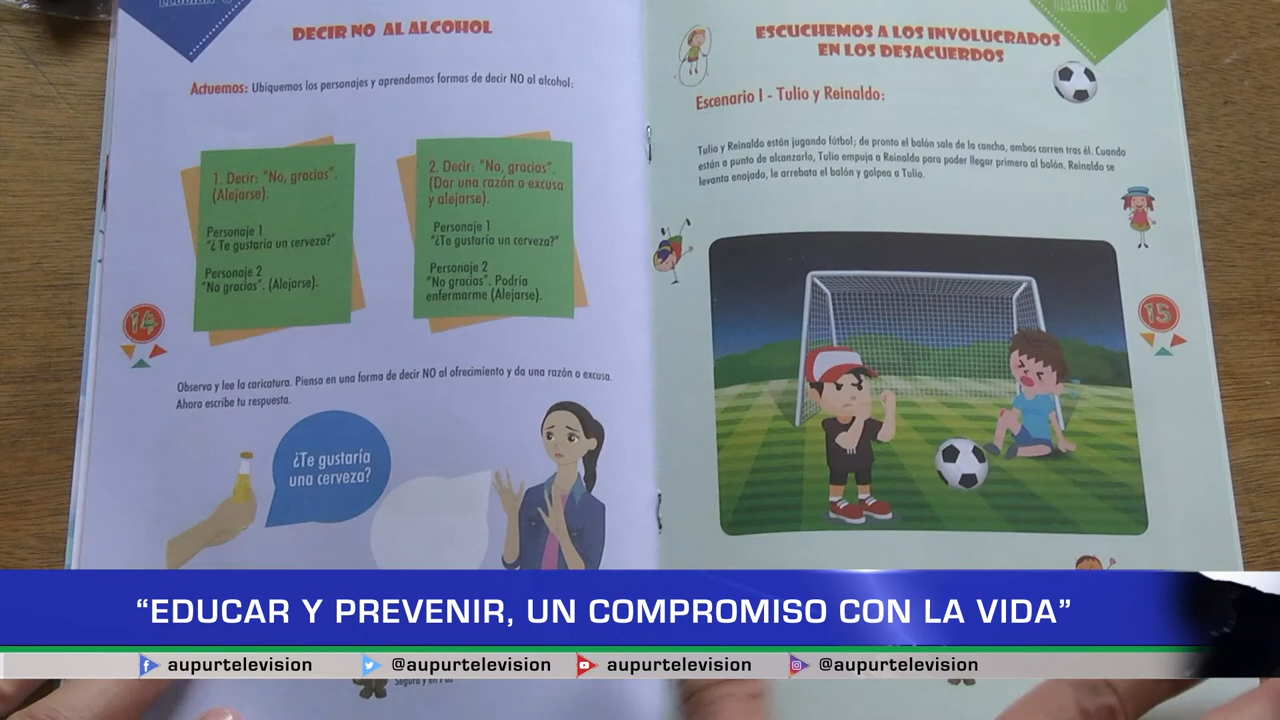 DECIR NO AL ALCOHOL
Actuemos: Ubiquemos los personajes y aprendamos formas de decir NO al alcohol:
1. Decir: "No, gracias".
(Alejarse).
Personaje 1
"¿Te gustaría un cerveza?"
Personaje 2
"No gracias". (Alejarse).
2. Decir: "No, gracias".
(Dar una razón o excusa
y alejarse).
Personaje 1
"¿Te gustaría un cerveza?"
Personaje 2
"No gracias". Podría
enfermarme (Alejarse).
14
Observa y lee la caricatura. Piensa en una forma de decir NO al ofrecimiento y da una razón o excusa.
Ahora escribe tu respuesta.
¿Te gustaría
una cerveza?
LECCIÓN 4
ESCUCHEMOS A LOS INVOLUCRADOS
EN LOS DESACUERDOS
Escenario I - Tulio y Reinaldo:
Tulio y Reinaldo están jugando fútbol; de pronto el balón sale de la cancha, ambos corren tras él. Cuando
están a punto de alcanzarlo, Tulio empuja a Reinaldo para poder llegar primero al balón. Reinaldo se
levanta enojado, le arrebata el balón y golpea a Tulio.
15
“EDUCAR Y PREVENIR, UN COMPROMISO CON LA VIDA”
aupurtelevision @aupurtelevision aupurtelevision @aupurtelevision
Segura y en Paz